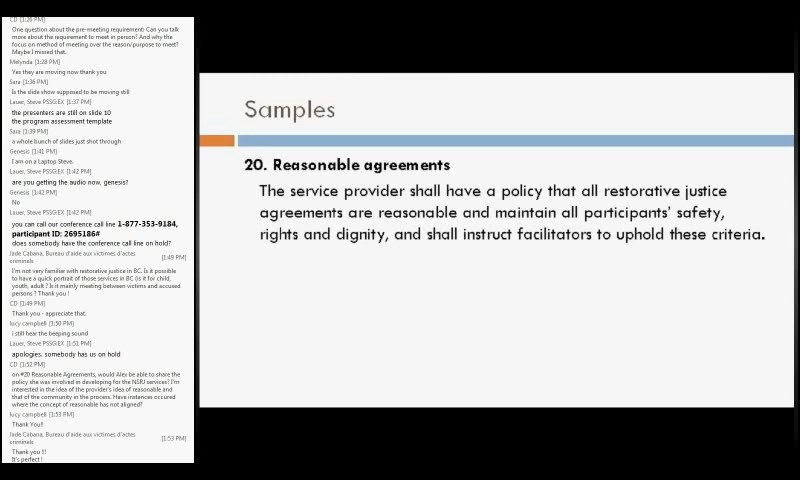 CD [1:26 PM]
One question about the pre-meeting requirement: Can you talk
more about the requirement to meet in person? And why the
focus on method of meeting over the reason/purpose to meet?
Maybe I missed that.
Melynda [1:28 PM]
Yes they are moving now thank you
Sara [1:36 PM]
Is the slide show supposed to be moving still
Lauer, Steve PSSG:EX [1:37 PM]
the presenters are still on slide 10
the program assessment template
Sara [1:39 PM]
a whole bunch of slides just shot through
Genesis [1:41 PM]
I am on a Laptop Steve.
Lauer, Steve PSSG:EX [1:42 PM]
are you getting the audio now, genesis?
Genesis [1:42 PM]
No
Lauer, Steve PSSG:EX [1:42 PM]
you can call our conference call line 1-877-353-9184,
participant ID: 2695186#
does somebody have the conference call line on hold?
Jade Cabana, Bureau d'aide aux victimes d'actes criminels [1:49 PM]
I'm not very familiar with restorative justice in BC. Is it possible
to have a quick portrait of those services in BC (is it for child,
youth, adult ? Is it mainly meeting between victims and accused
persons ? Thank you !
CD [1:49 PM]
Thank you - appreciate that.
lucy campbell [1:50 PM]
i still hear the beeping sound
Lauer, Steve PSSG:EX [1:51 PM]
apologies. somebody has us on hold
CD [1:52 PM]
on #20 Reasonable Agreements, would Alex be able to share the
policy she was involved in developing for the NSRJ services? I'm
interested in the idea of the provider's idea of reasonable and
that of the community in the process. Have instances occured
where the concept of reasonable has not aligned?
lucy campbell [1:53 PM]
Thank You!!
Jade Cabana, Bureau d'aide aux victimes d'actes criminels [1:53 PM]
Thank you !!!
It's perfect !
Samples
20. Reasonable agreements
The service provider shall have a policy that all restorative justice
agreements are reasonable and maintain all participants' safety,
rights and dignity, and shall instruct facilitators to uphold these criteria.